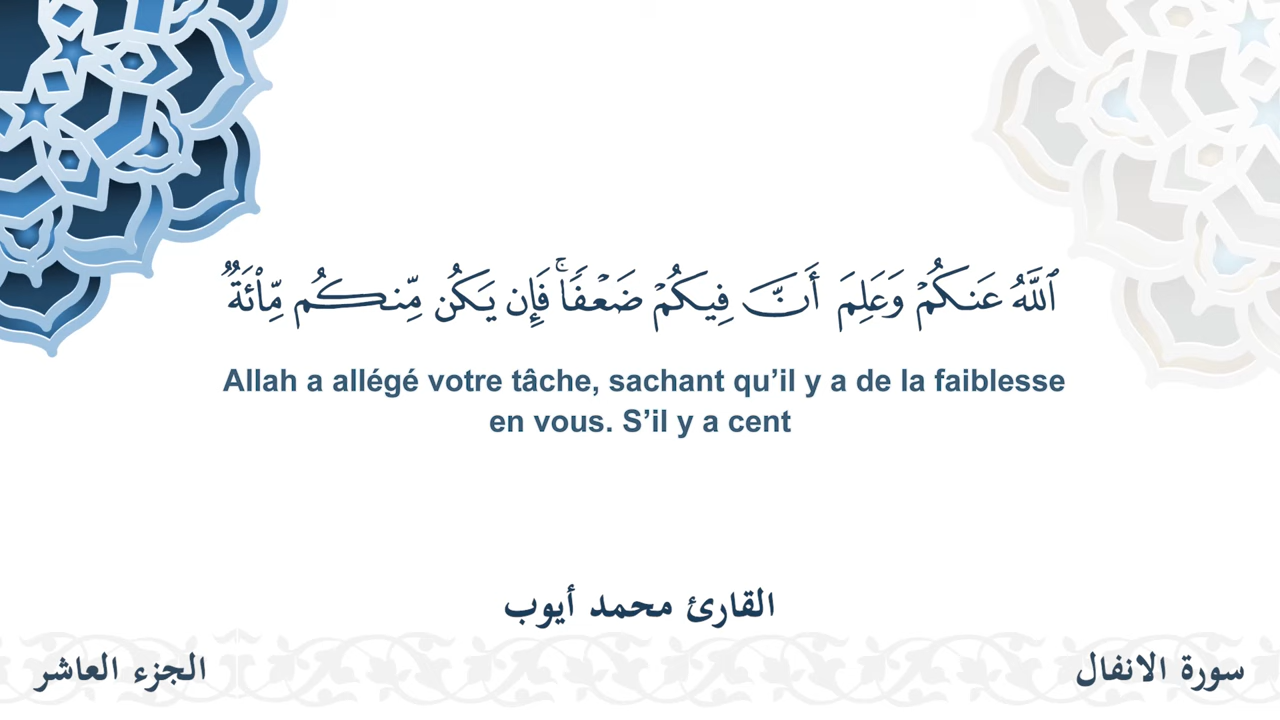 ٱللَّهُ عَنكُمْ وَعَلِمَ أَنَّ فِيكُمْ ضَعْفًاۚ فَإِن يَكُن مِّنكُم مِّاْئَةٌ
Allah a allégé votre tâche, sachant qu’il y a de la faiblesse
en vous. S’il y a cent
القارئ محمد أيوب
سورة الانفال
الجزء العاشر